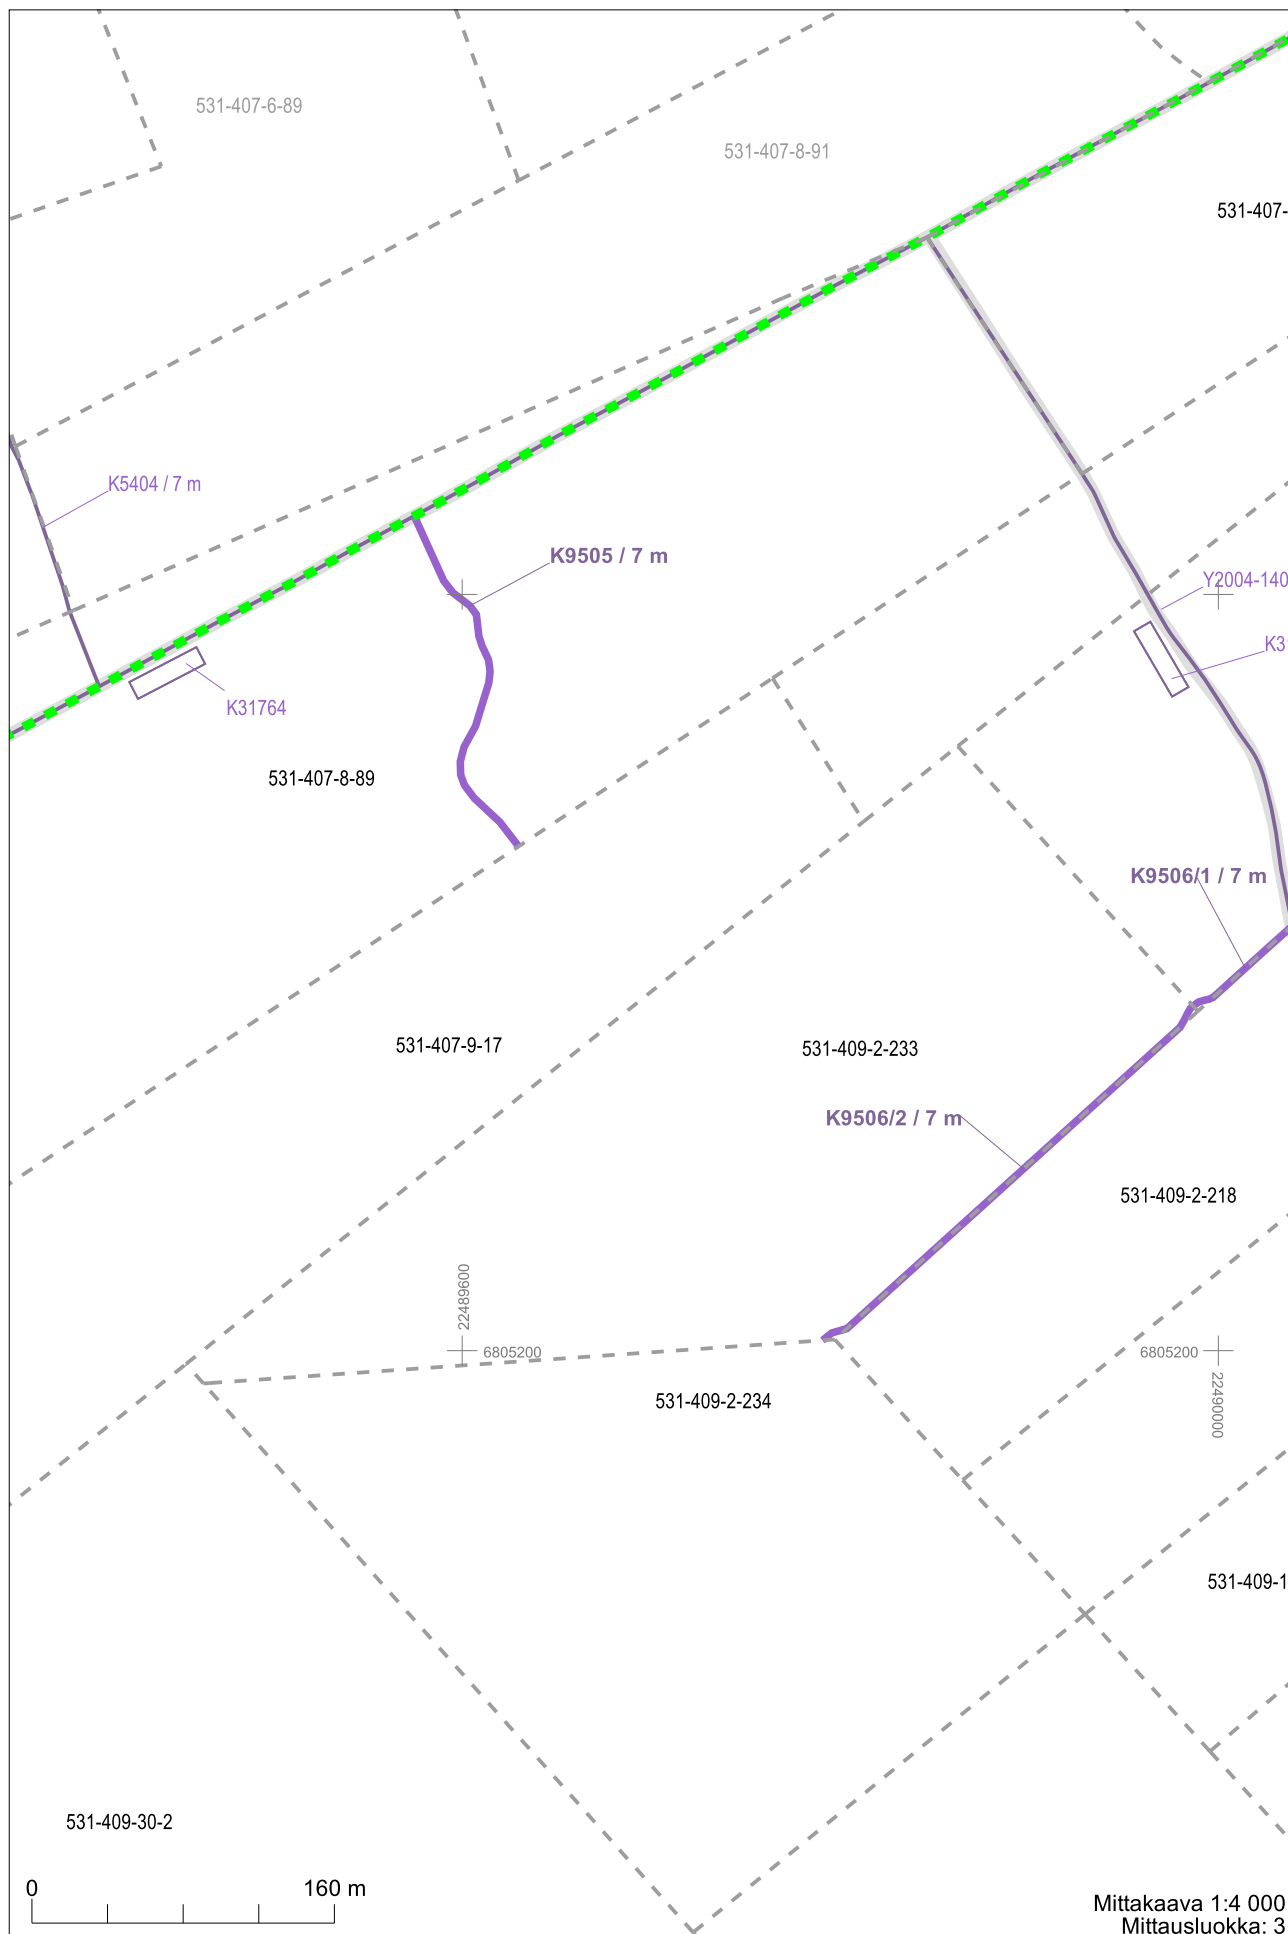 531-407-6-89
531-407-8-91
531-407-
K5404 / 7 m
K9505 / 7 m
Y2004-140
K3
K31764
531-407-8-89
K9506/1 / 7 m
531-407-9-17
531-409-2-233
K9506/2 / 7 m
531-409-2-218
22489600
6805200
6805200
22490000
531-409-2-234
531-409-1
531-409-30-2
0
160 m
Mittakaava 1:4 000
Mittausluokka: 3